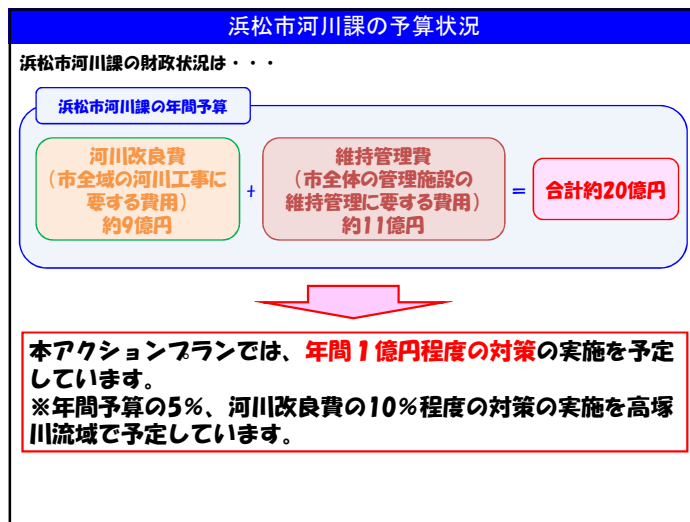 浜松市河川課の予算状況
浜松市河川課の財政状況は・・・
浜松市河川課の年間予算
河川改良費
（市全域の河川工事に
要する費用）
約9億円
+
維持管理費
（市全体の管理施設の
維持管理に要する費用）
約11億円
=
合計約20億円
本アクションプランでは、年間１億円程度の対策の実施を予定
しています。
※年間予算の5％、河川改良費の10％程度の対策の実施を高塚
川流域で予定しています。